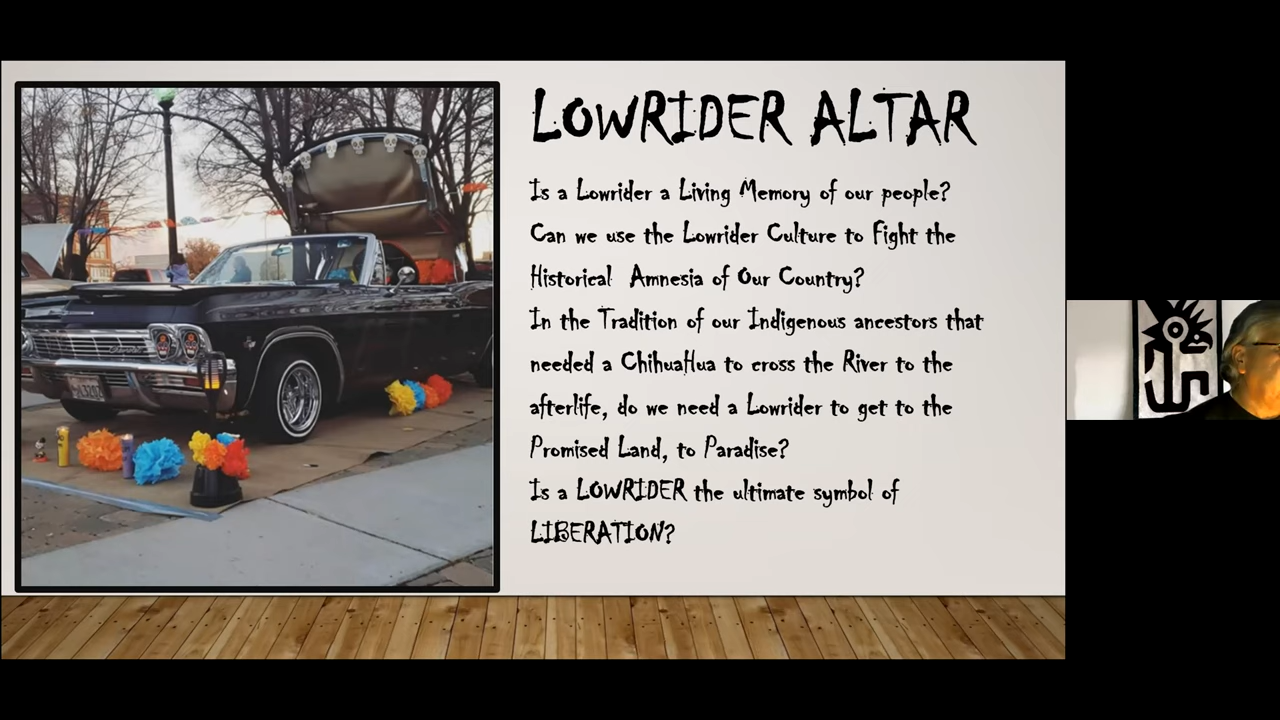 LOWRIDER ALTAR
Is a Lowrider a Living Memory of our people?
Can we use the Lowrider Culture to Fight the
Historical Amnesia of Our Country?
In the Tradition of our Indigenous ancestors that
needed a ChihuaHua to cross the River to the
afterlife, do we need a Lowrider to get to the
Promised Land, to Paradise?
Is a LOWRIDER the ultimate symbol of
LIBERATION?